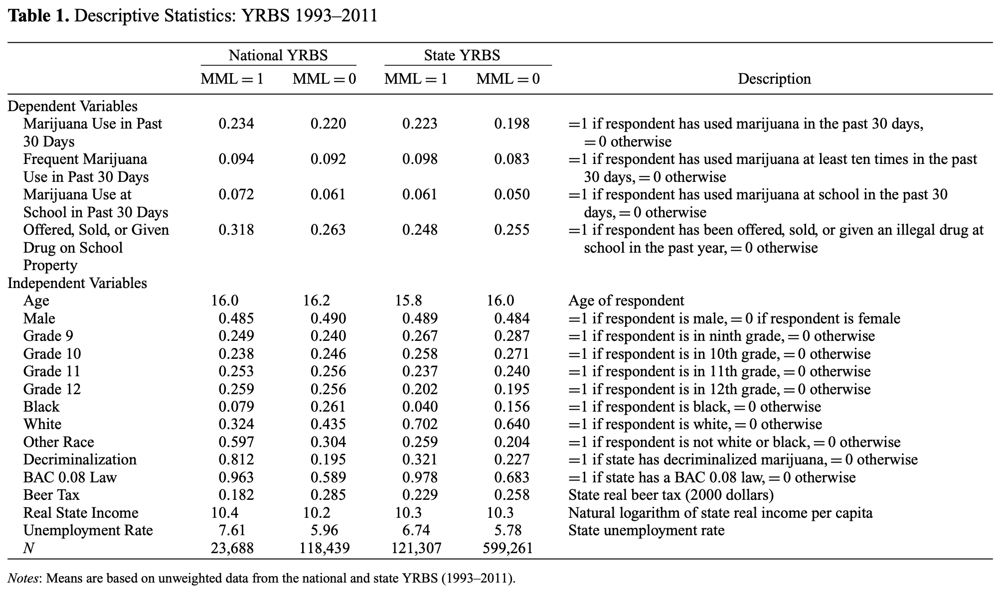 Table 1. Descriptive Statistics: YRBS 1993–2011
National YRBS State YRBS
MML = 1 MML = 0 MML = 1 MML = 0 Description
Dependent Variables
Marijuana Use in Past 0.234 0.220 0.223 0.198 =1 if respondent has used marijuana in the past 30 days,
30 Days = 0 otherwise
Frequent Marijuana 0.094 0.092 0.098 0.083 =1 if respondent has used marijuana at least ten times in the past
Use in Past 30 Days 30 days, = 0 otherwise
Marijuana Use at 0.072 0.061 0.061 0.050 =1 if respondent has used marijuana at school in the past 30
School in Past 30 Days days, = 0 otherwise
Offered, Sold, or Given 0.318 0.263 0.248 0.255 =1 if respondent has been offered, sold, or given an illegal drug at
Drug on School school in the past year, = 0 otherwise
Property
Independent Variables
Age 16.0 16.2 15.8 16.0 Age of respondent
Male 0.485 0.490 0.489 0.484 =1 if respondent is male, = 0 if respondent is female
Grade 9 0.249 0.240 0.267 0.287 =1 if respondent is in ninth grade, = 0 otherwise
Grade 10 0.238 0.246 0.258 0.271 =1 if respondent is in 10th grade, = 0 otherwise
Grade 11 0.253 0.256 0.237 0.240 =1 if respondent is in 11th grade, = 0 otherwise
Grade 12 0.259 0.256 0.202 0.195 =1 if respondent is in 12th grade, = 0 otherwise
Black 0.079 0.261 0.040 0.156 =1 if respondent is black, = 0 otherwise
White 0.324 0.435 0.702 0.640 =1 if respondent is white, = 0 otherwise
Other Race 0.597 0.304 0.259 0.204 =1 if respondent is not white or black, = 0 otherwise
Decriminalization 0.812 0.195 0.321 0.227 =1 if state has decriminalized marijuana, = 0 otherwise
BAC 0.08 Law 0.963 0.589 0.978 0.683 =1 if state has a BAC 0.08 law, = 0 otherwise
Beer Tax 0.182 0.285 0.229 0.258 State real beer tax (2000 dollars)
Real State Income 10.4 10.2 10.3 10.3 Natural logarithm of state real income per capita
Unemployment Rate 7.61 5.96 6.74 5.78 State unemployment rate
N 23,688 118,439 121,307 599,261
Notes: Means are based on unweighted data from the national and state YRBS (1993–2011).